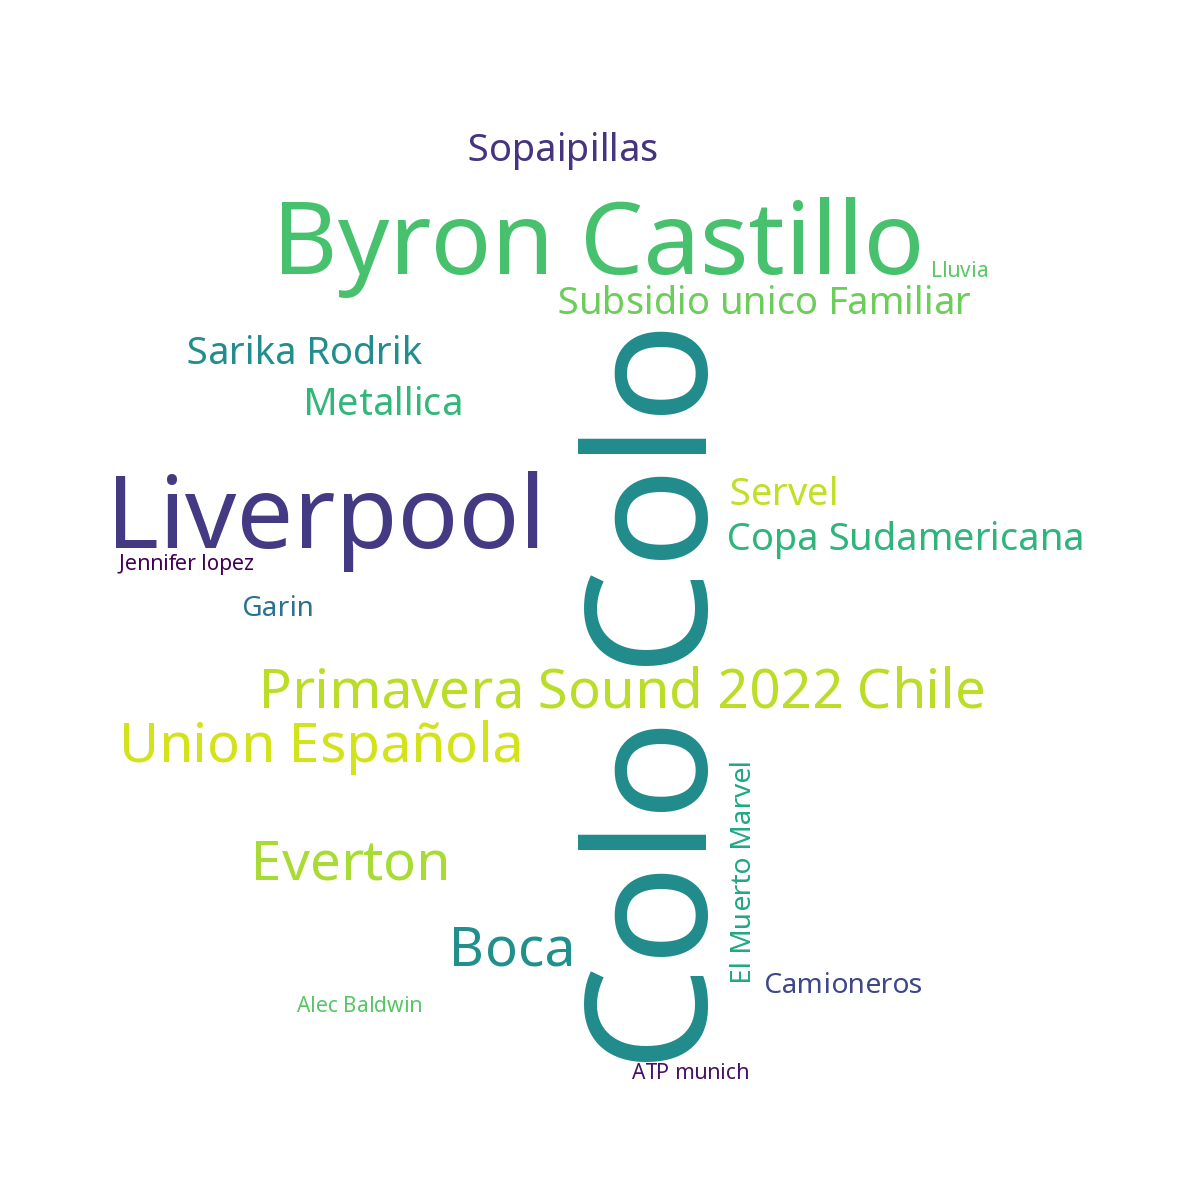 Sopaipillas
Byron Castillo
Lluvia
Subsidio unico Familiar
Sarika Rodrik
Metallica
Colo Colo
Liverpool
Servel
Copa Sudamericana
Jennifer lopez
Garin
Primavera Sound 2022 Chile
Union Española
El Muerto Marvel
Everton
Boca
Camioneros
Alec Baldwin
ATP munich